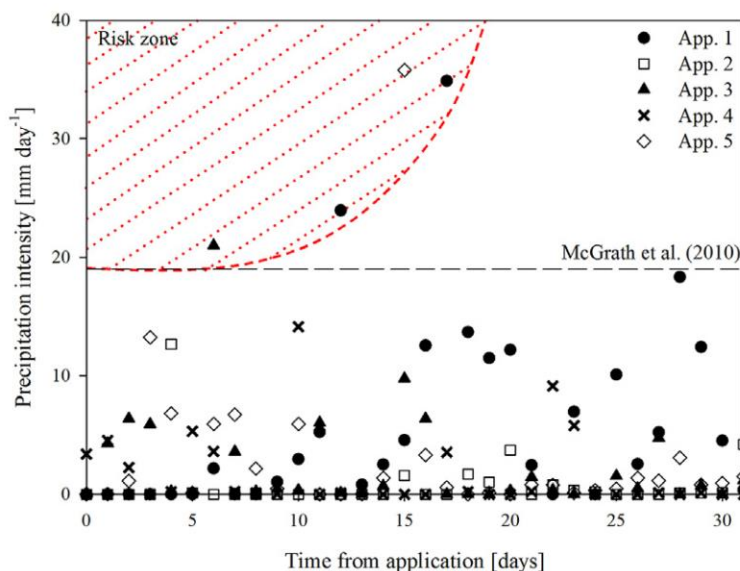 Risk zone
App. 1
App. 2
App. 3
App. 4
App. 5
McGrath et al. (2010)
Precipitation intensity [mm day⁻¹]
40
30
20
10
0
0 5 10 15 20 25 30
Time from application [days]